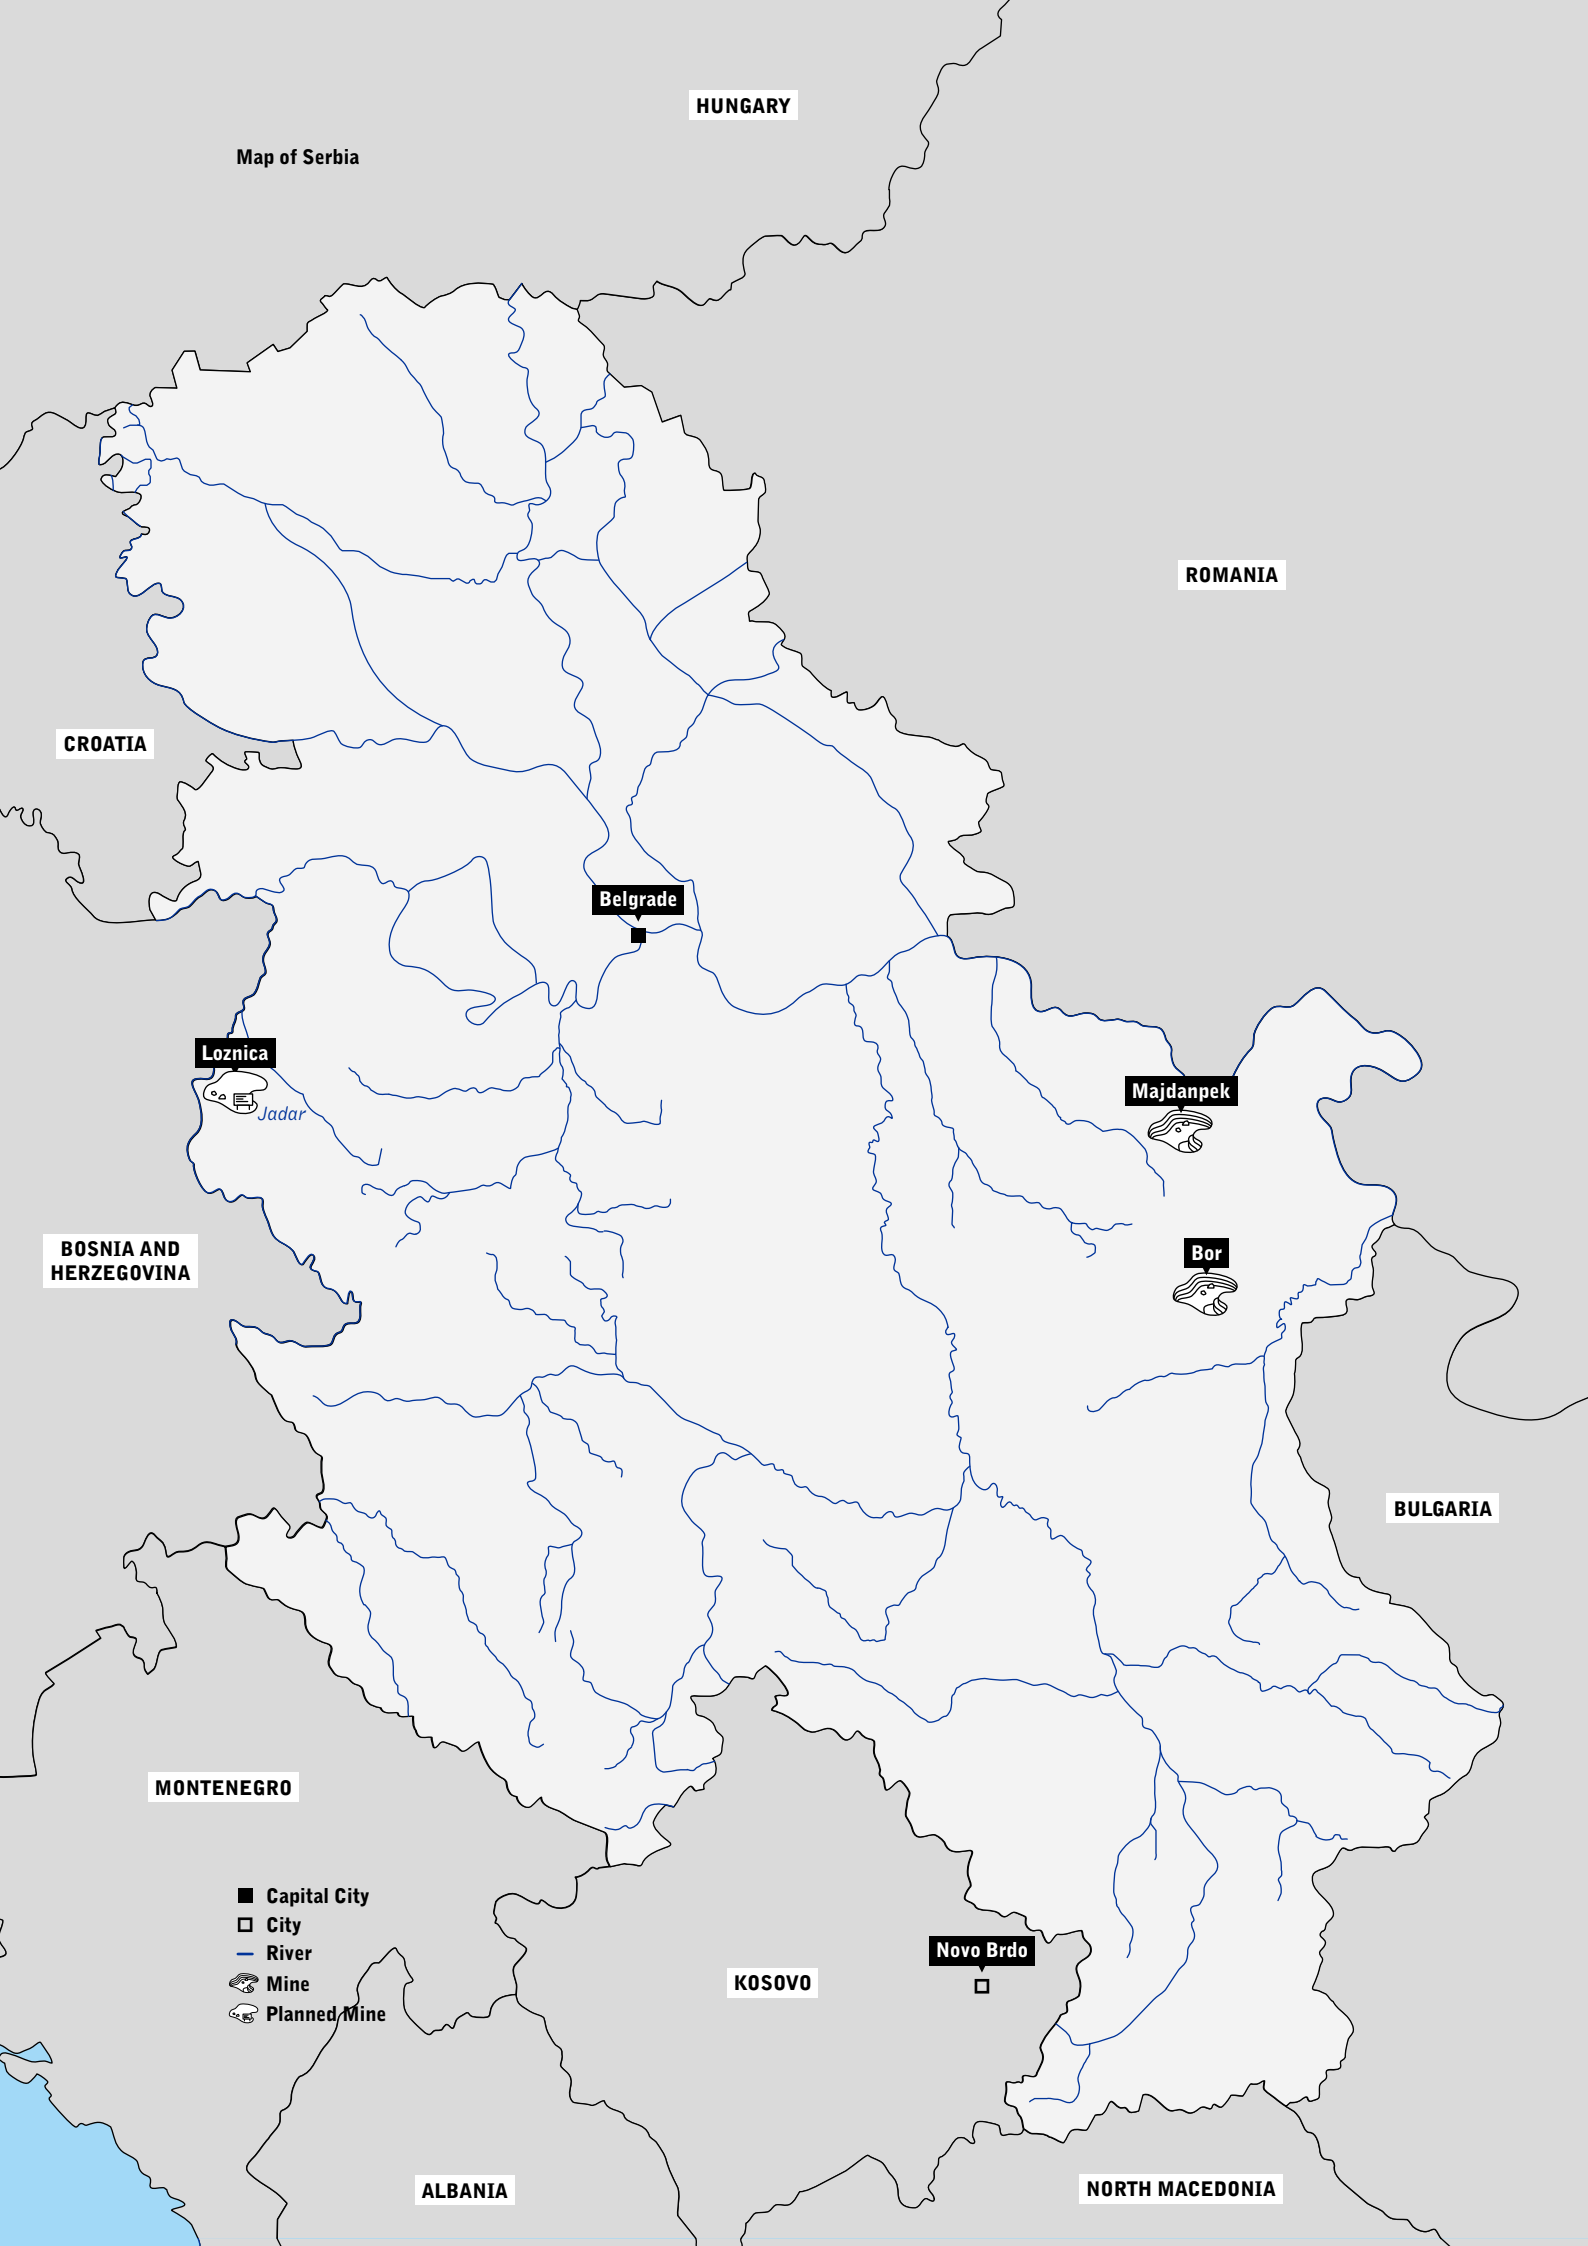 HUNGARY
Map of Serbia
ROMANIA
CROATIA
Belgrade
Loznica
Jadar
Majdanpek
BOSNIA AND
HERZEGOVINA
Bor
BULGARIA
MONTENEGRO
Capital City
City
River
Mine
Planned Mine
Novo Brdo
KOSOVO
ALBANIA
NORTH MACEDONIA